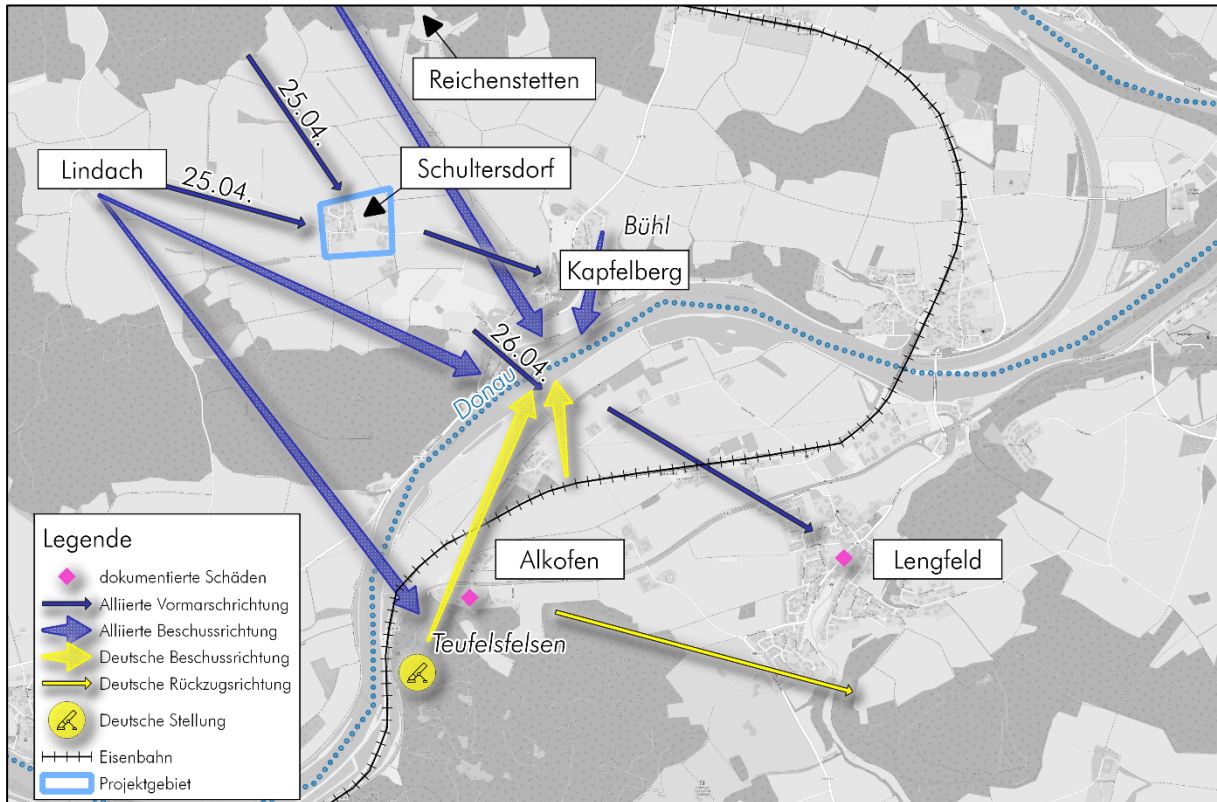 Reichenstetten
25.04.
Lindach
25.04.
Schultersdorf
Bühl
Kapfelberg
26.04.
Donau
Alkofen
Lengfeld
Teufelsfelsen
Legende
dokumentierte Schäden
Alliierte Vormarschrichtung
Alliierte Beschussrichtung
Deutsche Beschussrichtung
Deutsche Rückzugsrichtung
Deutsche Stellung
Eisenbahn
Projektgebiet